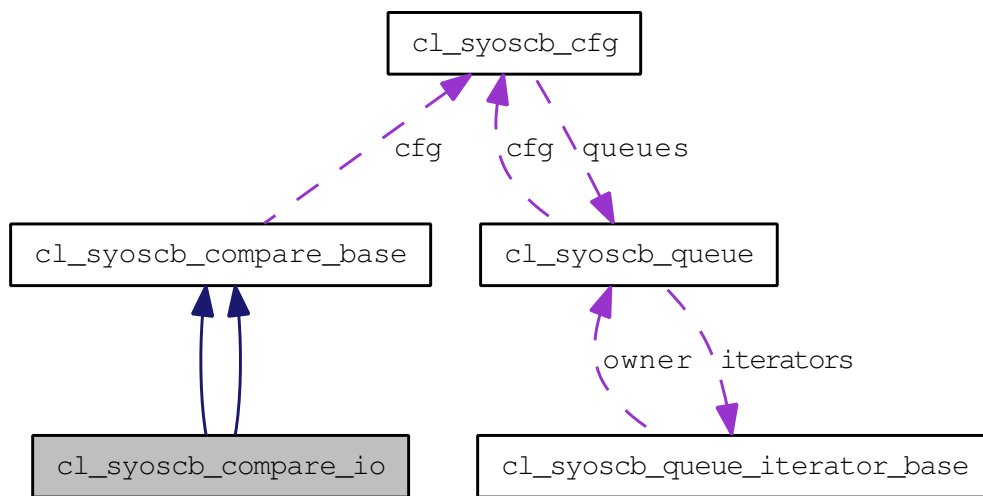 cl_syoscb_cfg
cfg
cfg
queues
cl_syoscb_compare_base
cl_syoscb_queue
owner
iterators
cl_syoscb_compare_io
cl_syoscb_queue_iterator_base